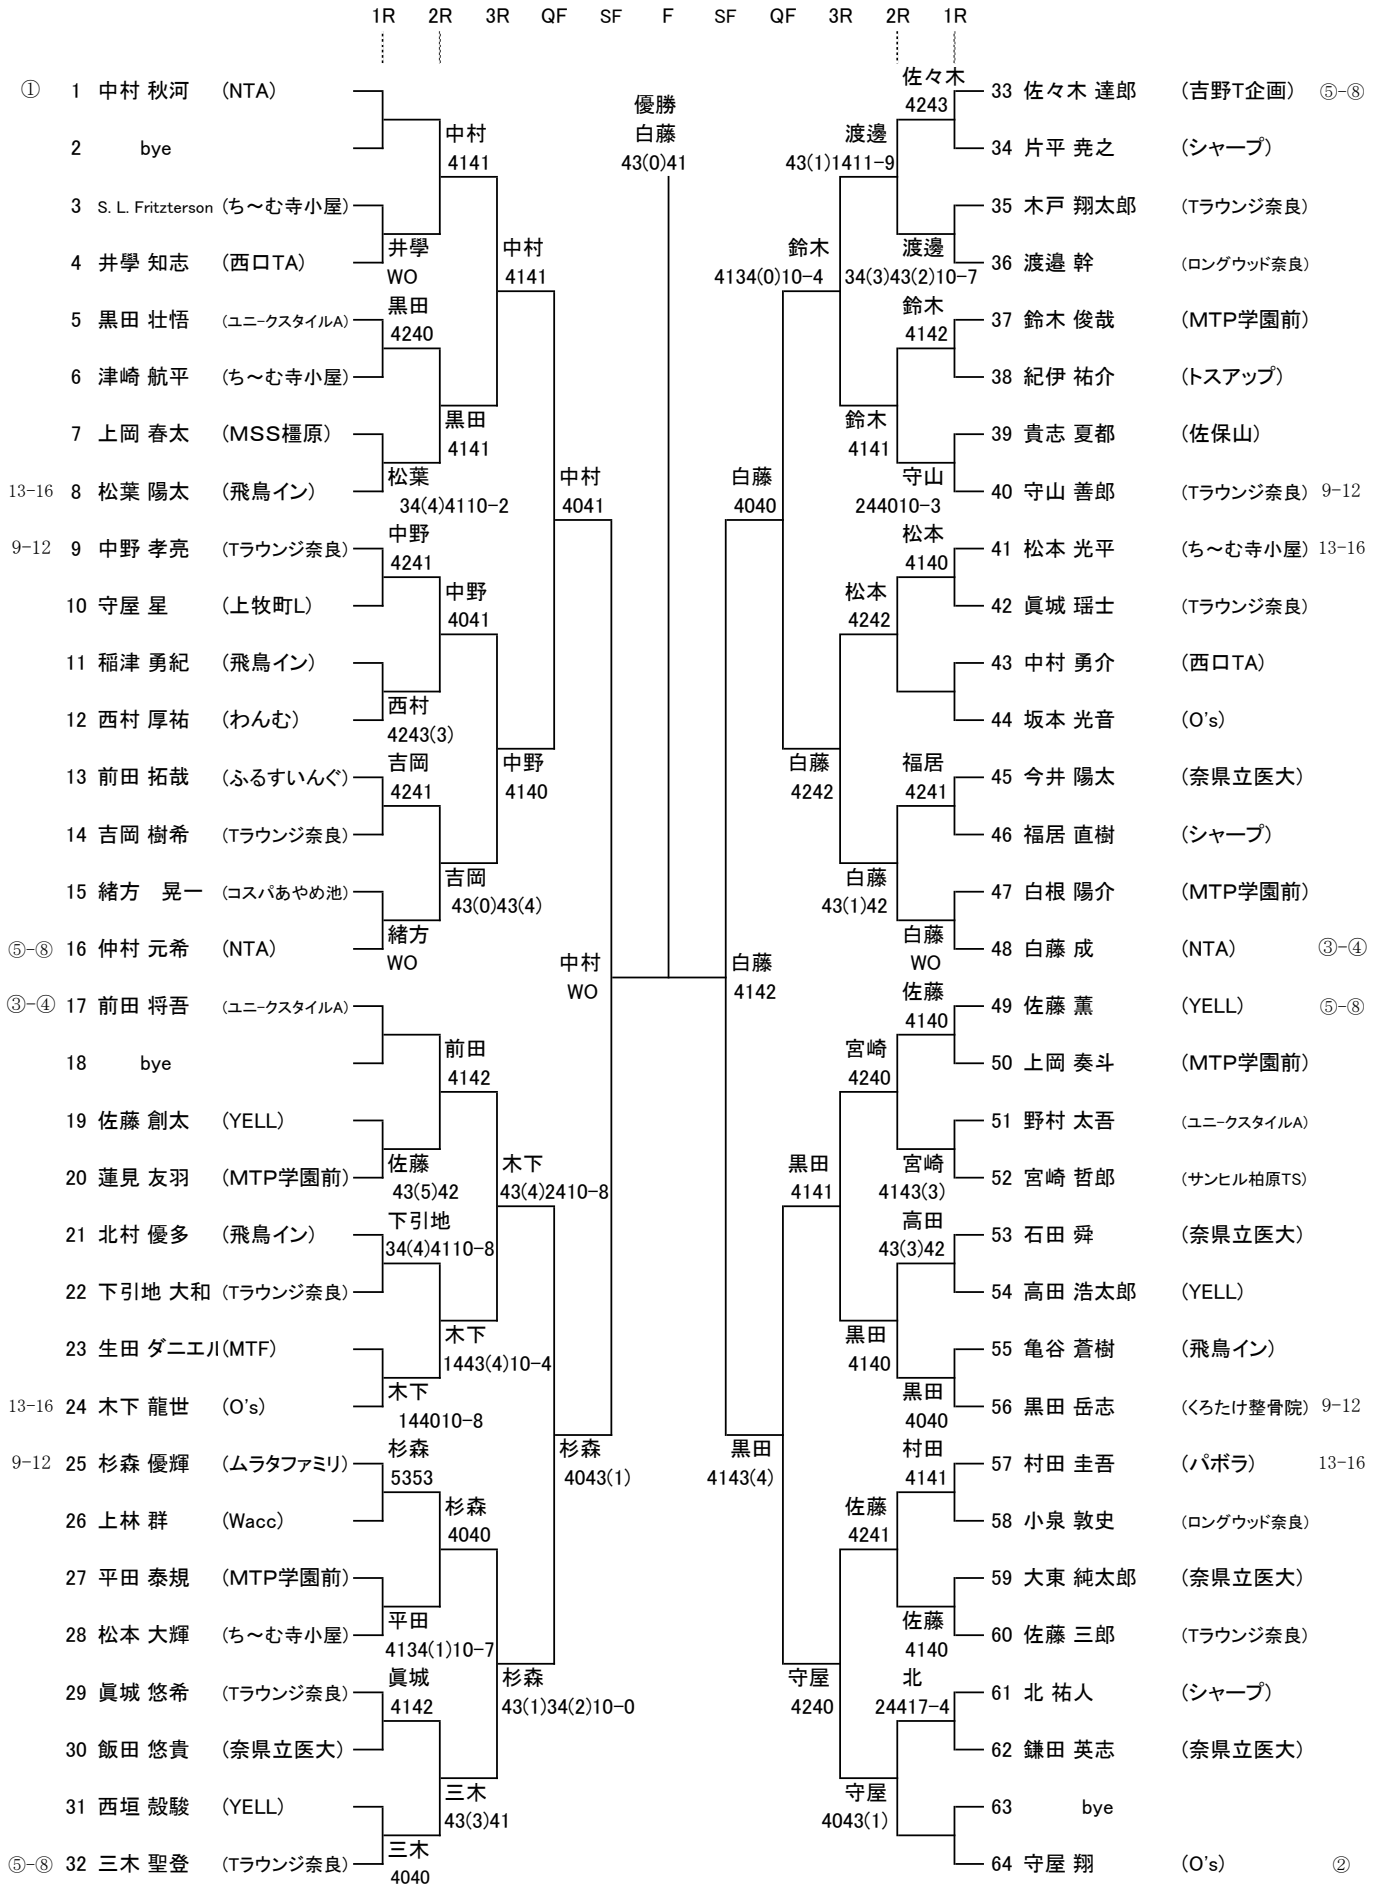 1R 2R 3R QF SF F SF QF 3R 2R 1R
① 1 中村 秋河 (NTA)
2 bye
3 S. L. Fritzterson (ち～む寺小屋)
4 井學 知志 (西口TA)
5 黒田 壮悟 (ユニークスタイルA)
6 津崎 航平 (ち～む寺小屋)
7 上岡 春太 (MSS橿原)
13-16 8 松葉 陽太 (飛鳥イン)
9-12 9 中野 孝亮 (Tラウンジ奈良)
10 守屋 星 (上牧町L)
11 稲津 勇紀 (飛鳥イン)
12 西村 厚祐 (わんむ)
13 前田 拓哉 (ふるすいんぐ)
14 吉岡 樹希 (Tラウンジ奈良)
15 緒方 晃一 (コスパあやめ池)
⑤-⑧ 16 仲村 元希 (NTA)
③-④ 17 前田 将吾 (ユニークスタイルA)
18 bye
19 佐藤 創太 (YELL)
20 蓮見 友羽 (MTP学園前)
21 北村 優多 (飛鳥イン)
22 下引地 大和 (Tラウンジ奈良)
23 生田 ダニエル(MTF)
13-16 24 木下 龍世 (O's)
9-12 25 杉森 優輝 (ムラタファミリ)
26 上林 群 (Wacc)
27 平田 泰規 (MTP学園前)
28 松本 大輝 (ち～む寺小屋)
29 眞城 悠希 (Tラウンジ奈良)
30 飯田 悠貴 (奈県立医大)
31 西垣 殻駿 (YELL)
⑤-⑧ 32 三木 聖登 (Tラウンジ奈良)
井學
WO
黒田
4240
松葉
34(4)4110-2
中野
4241
西村
4243(3)
吉岡
4241
緒方
WO
佐藤
43(5)42
下引地
34(4)4110-8
木下
144010-8
杉森
5353
平田
4134(1)10-7
眞城
4142
三木
4040
中村
4141
黒田
4141
中野
4041
吉岡
43(0)43(4)
前田
4142
木下
1443(4)10-4
杉森
4040
三木
43(3)41
中村
4141
中野
4140
木下
43(4)2410-8
杉森
43(1)34(2)10-0
中村
4041
杉森
4043(1)
中村
WO
優勝
白藤
43(0)41
白藤
4142
白藤
4040
黒田
4143(4)
鈴木
4134(0)10-4
白藤
4242
黒田
4141
守屋
4240
渡邊
43(1)1411-9
鈴木
4141
松本
4242
白藤
43(1)42
宮崎
4240
黒田
4140
佐藤
4241
守屋
4043(1)
佐々木
4243
渡邊
34(3)43(2)10-7
鈴木
4142
守山
244010-3
松本
4140
福居
4241
白藤
WO
佐藤
4140
宮崎
4143(3)
高田
43(3)42
黒田
4040
村田
4141
佐藤
4140
北
24417-4
33 佐々木 達郎 (吉野T企画) ⑤-⑧
34 片平 尭之 (シャープ)
35 木戸 翔太郎 (Tラウンジ奈良)
36 渡邉 幹 (ロングウッド奈良)
37 鈴木 俊哉 (MTP学園前)
38 紀伊 祐介 (トスアップ)
39 貴志 夏都 (佐保山)
40 守山 善郎 (Tラウンジ奈良) 9-12
41 松本 光平 (ち～む寺小屋) 13-16
42 眞城 瑶士 (Tラウンジ奈良)
43 中村 勇介 (西口TA)
44 坂本 光音 (O's)
45 今井 陽太 (奈県立医大)
46 福居 直樹 (シャープ)
47 白根 陽介 (MTP学園前)
48 白藤 成 (NTA) ③-④
49 佐藤 薫 (YELL) ⑤-⑧
50 上岡 奏斗 (MTP学園前)
51 野村 太吾 (ユニークスタイルA)
52 宮崎 哲郎 (サンヒル柏原TS)
53 石田 舜 (奈県立医大)
54 高田 浩太郎 (YELL)
55 亀谷 蒼樹 (飛鳥イン)
56 黒田 岳志 (くろたけ整骨院) 9-12
57 村田 圭吾 (パボラ) 13-16
58 小泉 敦史 (ロングウッド奈良)
59 大東 純太郎 (奈県立医大)
60 佐藤 三郎 (Tラウンジ奈良)
61 北 祐人 (シャープ)
62 鎌田 英志 (奈県立医大)
63 bye
64 守屋 翔 (O's) ②